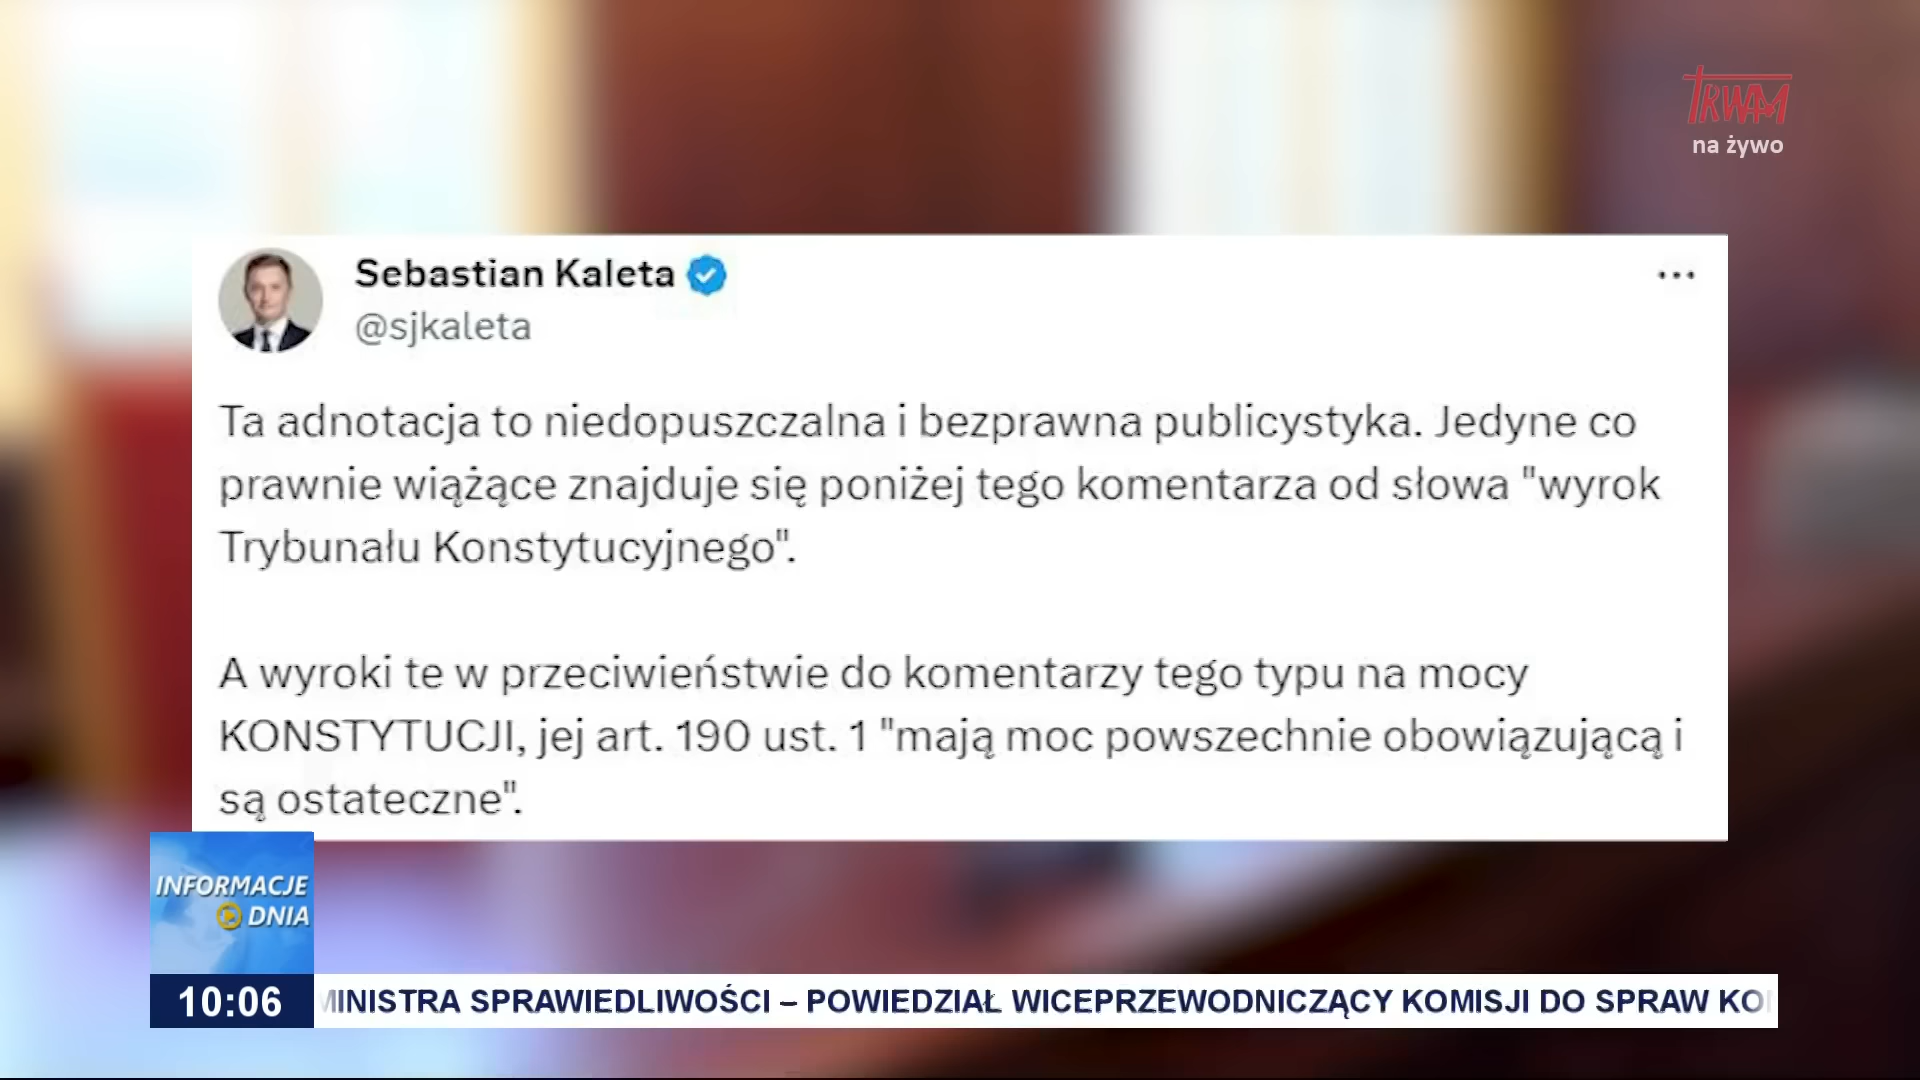 TRWAM
na żywo
Sebastian Kaleta
@sjkaleta
Ta adnotacja to niedopuszczalna i bezprawna publicystyka. Jedyne co
prawnie wiążące znajduje się poniżej tego komentarza od słowa "wyrok
Trybunału Konstytucyjnego".
A wyroki te w przeciwieństwie do komentarzy tego typu na mocy
KONSTYTUCJI, jej art. 190 ust. 1 "mają moc powszechnie obowiązującą i
są ostateczne".
INFORMACJE
DNIA
10:06
MINISTRA SPRAWIEDLIWOŚCI – POWIEDZIAŁ WICEPRZEWODNICZĄCY KOMISJI DO SPRAW